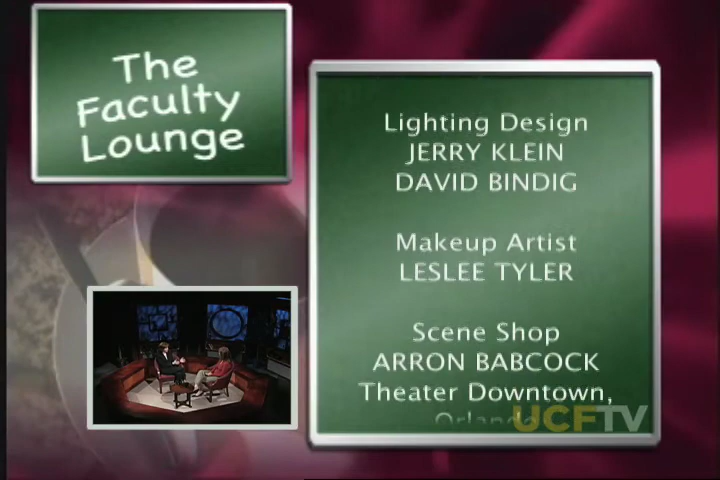 The
Faculty
Lounge
Lighting Design
JERRY KLEIN
DAVID BINDIG
Makeup Artist
LESLEE TYLER
Scene Shop
ARRON BABCOCK
Theater Downtown,
Orlando
UCFTV